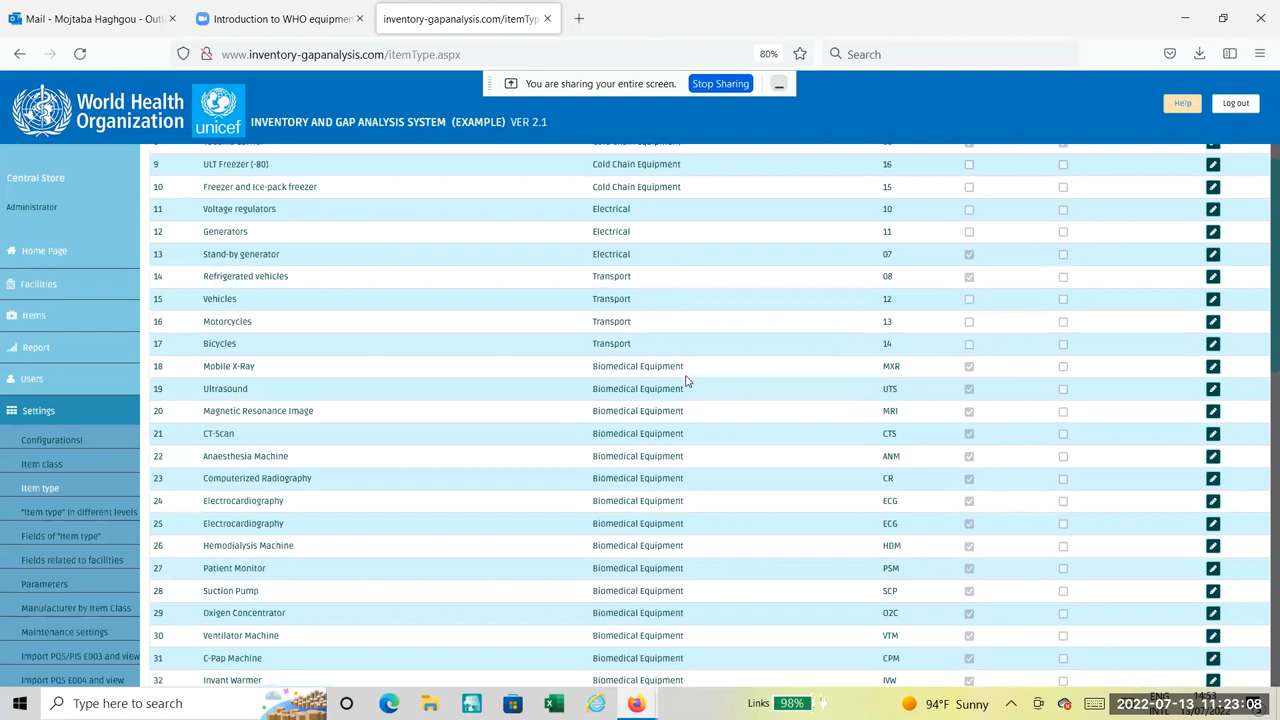 Mail - Mojtaba Haghgou - Outlo
Introduction to WHO equipmen
inventory-gapanalysis.com/itemTyp
www.inventory-gapanalysis.com/itemType.aspx
80%
Search
You are sharing your entire screen.
Stop Sharing
World Health
Organization
unicef
INVENTORY AND GAP ANALYSIS SYSTEM (EXAMPLE) VER 2.1
Help
Log out
Central Store
Administrator
Home Page
Facilities
Items
Report
Users
Settings
Configurations!
Item class
Item type
"Item type" in different levels
Fields of "Item type"
Fields related to facilities
Parameters
Manufacturer by Item Class
Maintenance settings
Import PQS/PIS E003 and view
Import PQS E004 and view
9 ULT Freezer (-80) Cold Chain Equipment 16
10 Freezer and Ice-pack freezer Cold Chain Equipment 15
11 Voltage regulators Electrical 10
12 Generators Electrical 11
13 Stand-by generator Electrical 07
14 Refrigerated vehicles Transport 08
15 Vehicles Transport 12
16 Motorcycles Transport 13
17 Bicycles Transport 14
18 Mobile X-Ray Biomedical Equipment MXR
19 Ultrasound Biomedical Equipment UTS
20 Magnetic Resonance Image Biomedical Equipment MRI
21 CT-Scan Biomedical Equipment CTS
22 Anaesthesia Machine Biomedical Equipment ANM
23 Computerized Radiography Biomedical Equipment CR
24 Electrocardiography Biomedical Equipment ECG
25 Electrocardiography Biomedical Equipment ECG
26 Hemodialysis Machine Biomedical Equipment HDM
27 Patient Monitor Biomedical Equipment PSM
28 Suction Pump Biomedical Equipment SCP
29 Oxigen Concentrator Biomedical Equipment O2C
30 Ventilator Machine Biomedical Equipment VTM
31 C-Pap Machine Biomedical Equipment CPM
32 Invant Warmer Biomedical Equipment IVW
Type here to search
Links
98%
94°F Sunny
ENG
INTL
14:53
13/07/2022
2022-07-13 11:23:08